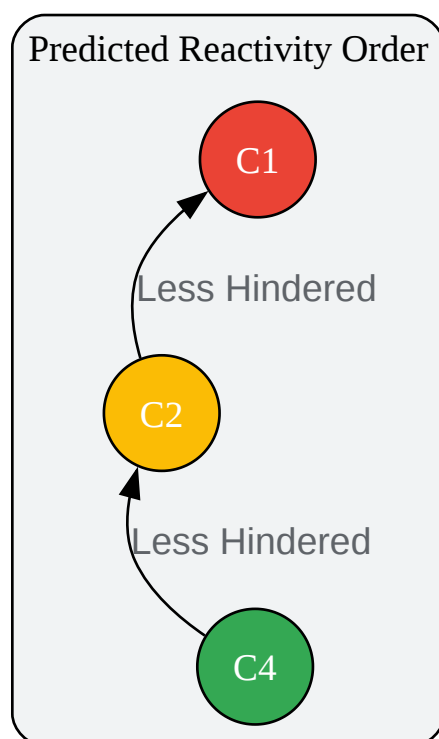 Predicted Reactivity Order
C1
Less Hindered
C2
Less Hindered
C4